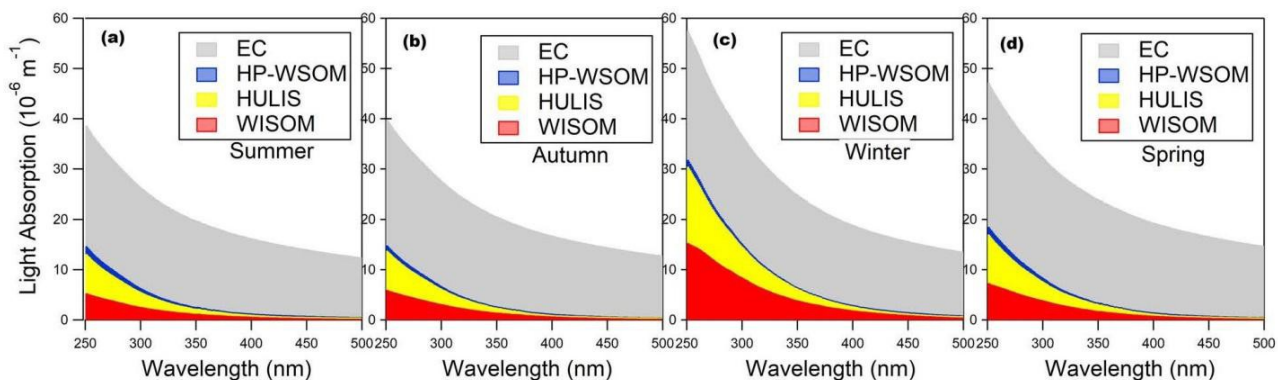 Light Absorption (10⁻⁶ m⁻¹)
60
50
40
30
20
10
0
(a)
EC
HP-WSOM
HULIS
WISOM
Summer
250 300 350 400 450 500
Wavelength (nm)
60
50
40
30
20
10
0
(b)
EC
HP-WSOM
HULIS
WISOM
Autumn
250 300 350 400 450 500
Wavelength (nm)
60
50
40
30
20
10
0
(c)
EC
HP-WSOM
HULIS
WISOM
Winter
250 300 350 400 450 500
Wavelength (nm)
60
50
40
30
20
10
0
(d)
EC
HP-WSOM
HULIS
WISOM
Spring
250 300 350 400 450 500
Wavelength (nm)